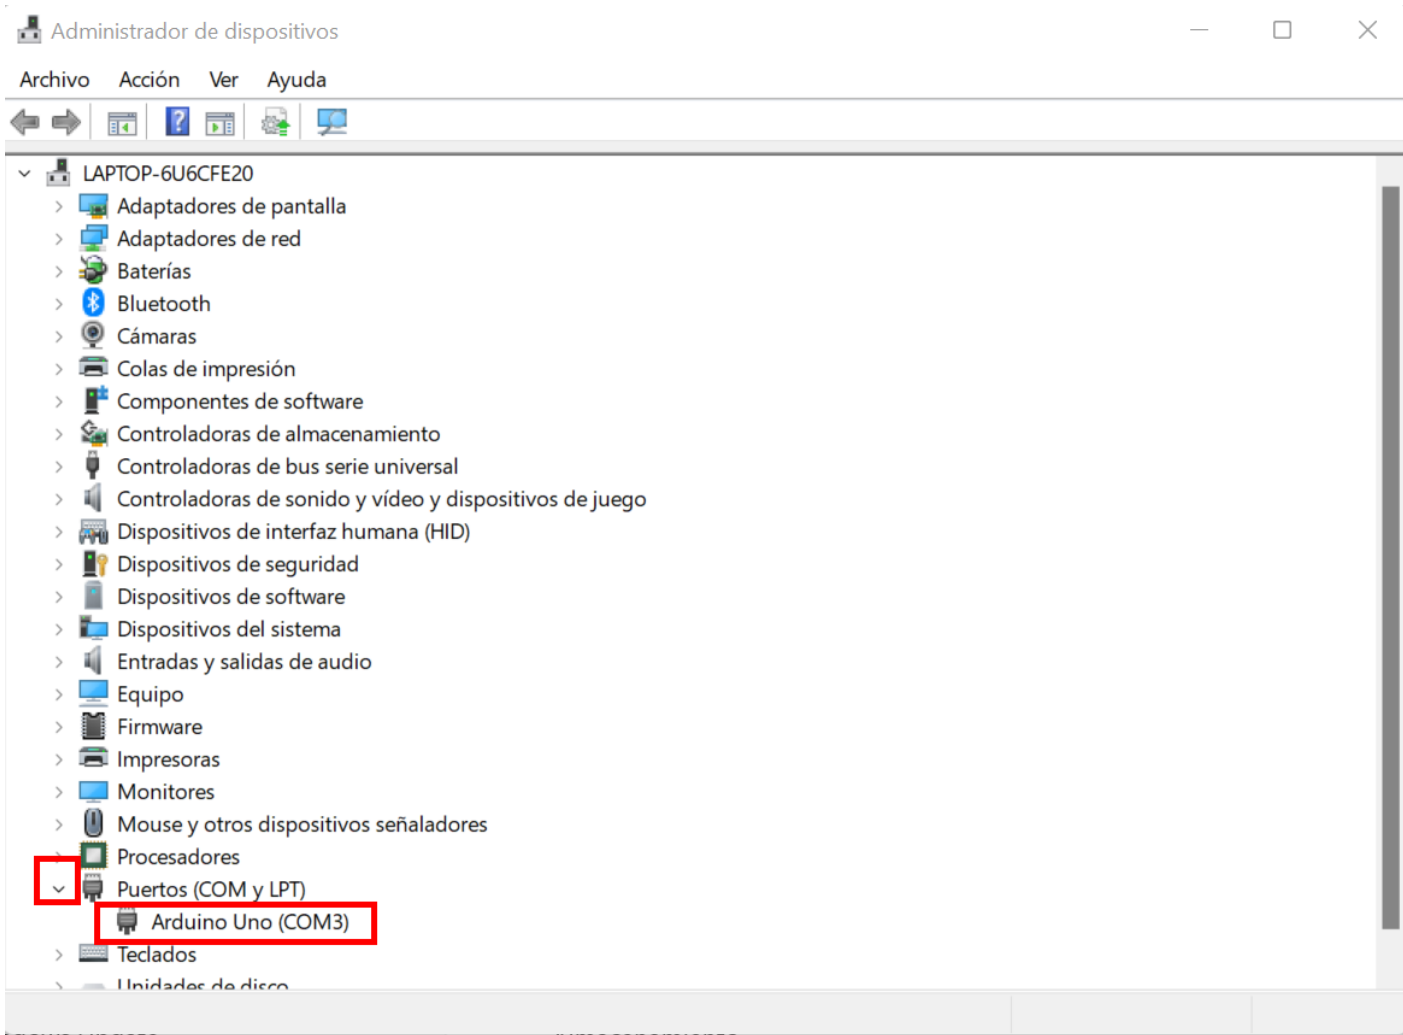 Administrador de dispositivos
Archivo Acción Ver Ayuda
LAPTOP-6U6CFE20
Adaptadores de pantalla
Adaptadores de red
Baterías
Bluetooth
Cámaras
Colas de impresión
Componentes de software
Controladoras de almacenamiento
Controladoras de bus serie universal
Controladoras de sonido y vídeo y dispositivos de juego
Dispositivos de interfaz humana (HID)
Dispositivos de seguridad
Dispositivos de software
Dispositivos del sistema
Entradas y salidas de audio
Equipo
Firmware
Impresoras
Monitores
Mouse y otros dispositivos señaladores
Procesadores
Puertos (COM y LPT)
Arduino Uno (COM3)
Teclados
Unidades de disco